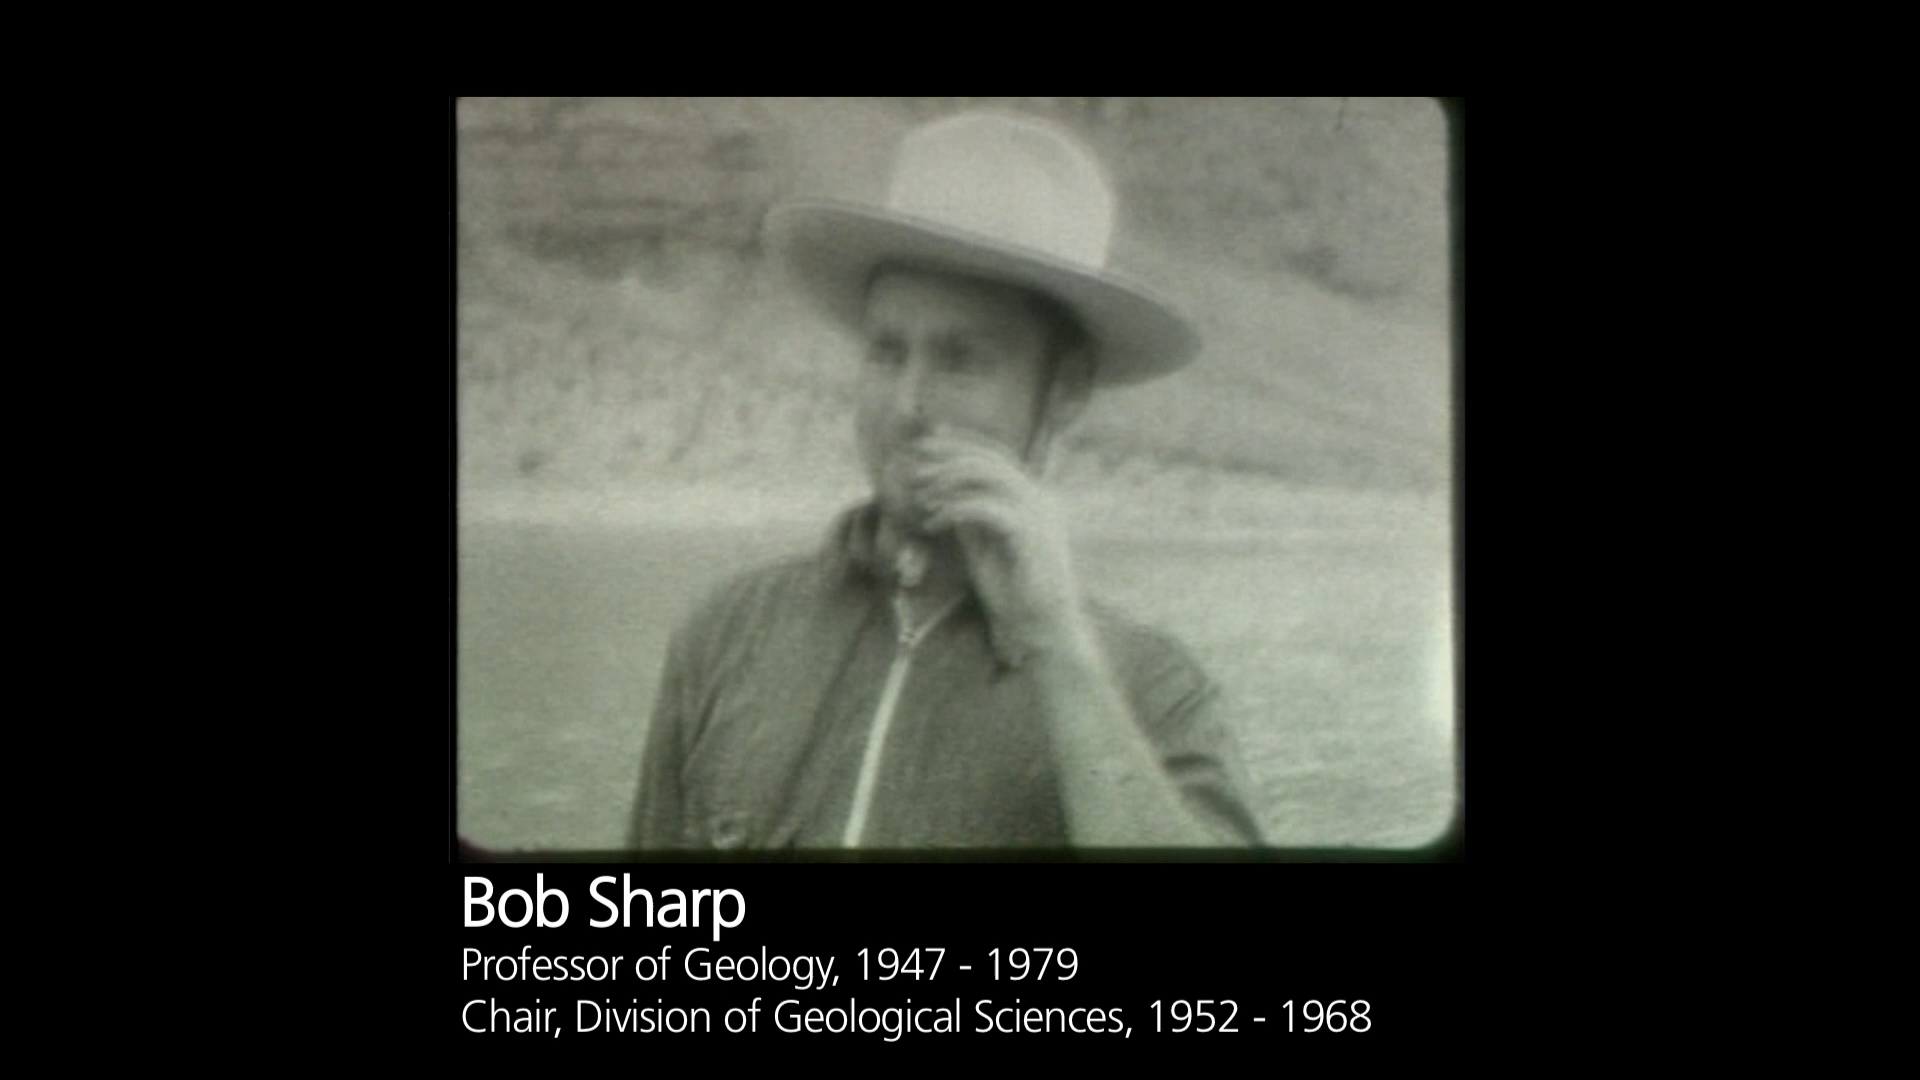 Bob Sharp
Professor of Geology, 1947 - 1979
Chair, Division of Geological Sciences, 1952 - 1968